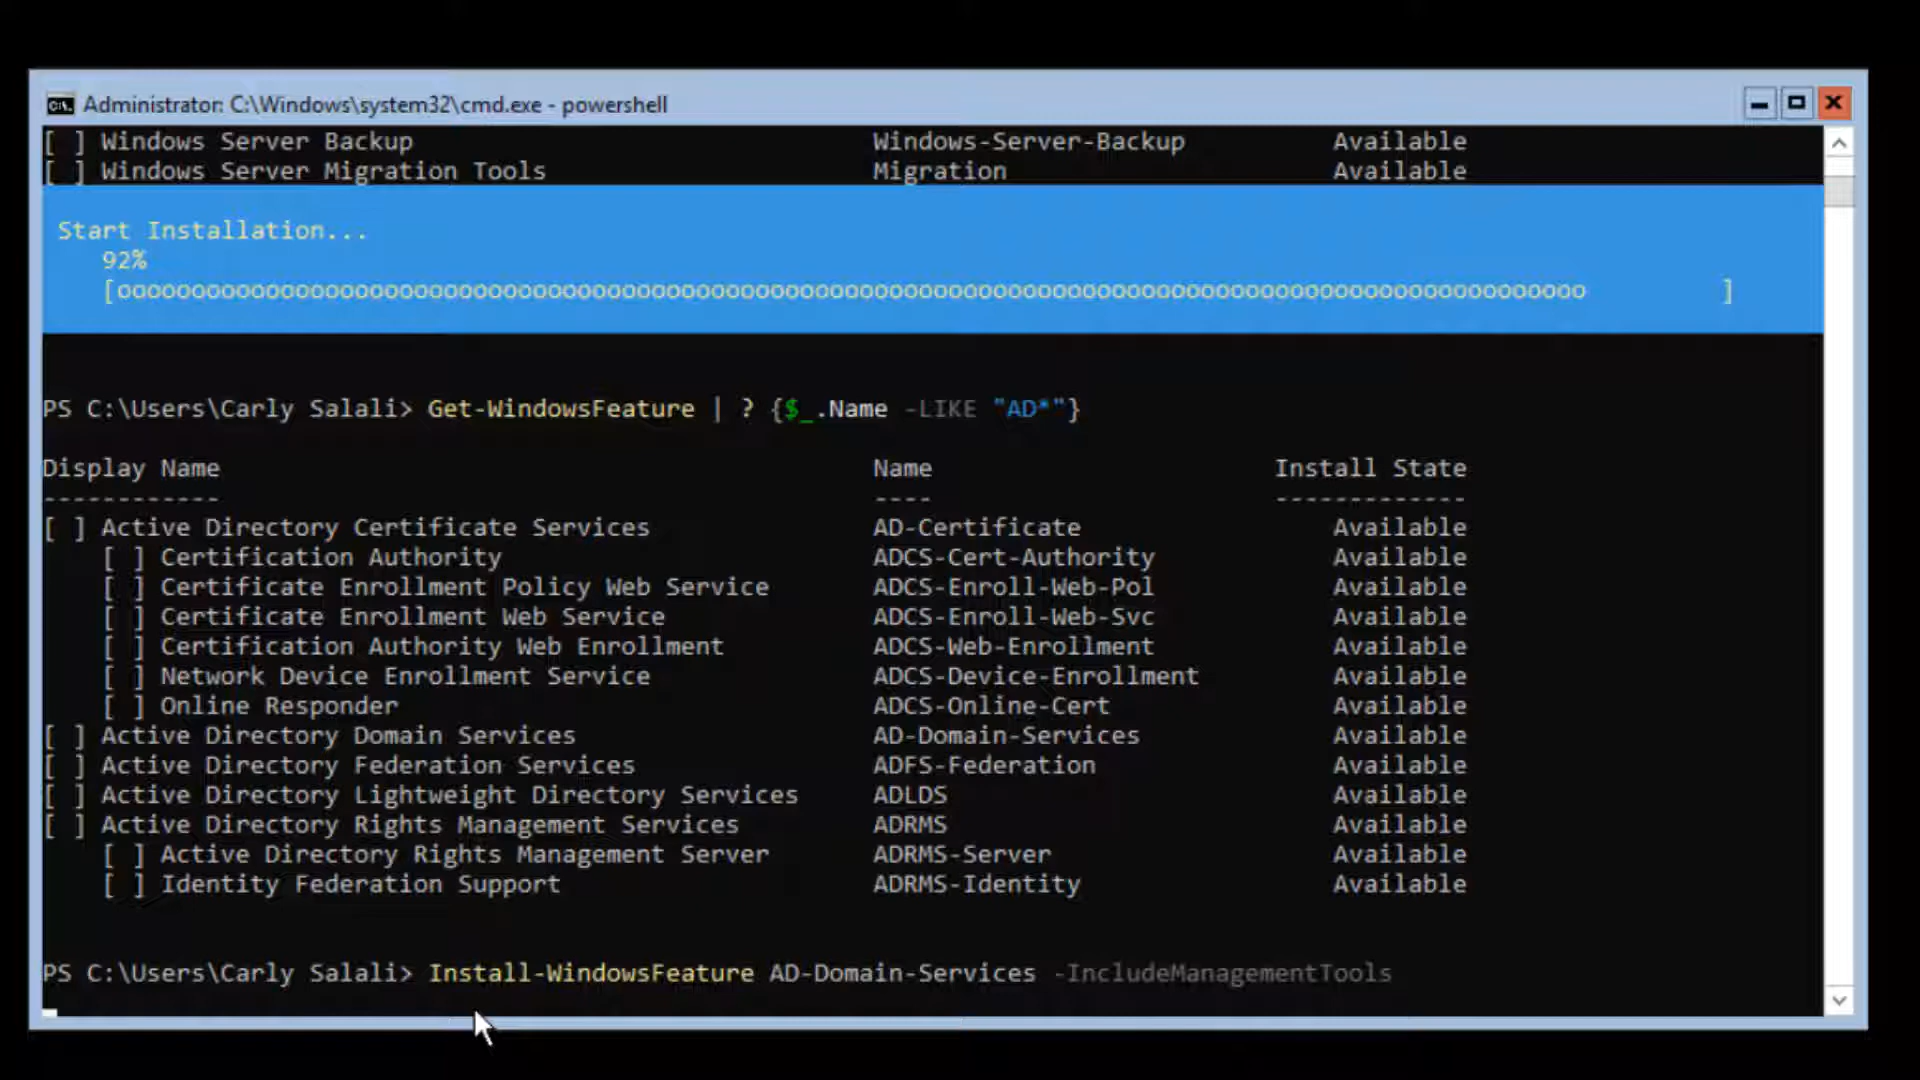 Administrator: C:\Windows\system32\cmd.exe - powershell
[ ] Windows Server Backup Windows-Server-Backup Available
[ ] Windows Server Migration Tools Migration Available
Start Installation...
92%
[ooooooooooooooooooooooooooooooooooooooooooooooooooooooooooooooooooooooooooooooooooooooooooooooooooo ]
PS C:\Users\Carly Salali> Get-WindowsFeature | ? {$_.Name -LIKE "AD*"}
Display Name Name Install State
------------ ---- -------------
[ ] Active Directory Certificate Services AD-Certificate Available
[ ] Certification Authority ADCS-Cert-Authority Available
[ ] Certificate Enrollment Policy Web Service ADCS-Enroll-Web-Pol Available
[ ] Certificate Enrollment Web Service ADCS-Enroll-Web-Svc Available
[ ] Certification Authority Web Enrollment ADCS-Web-Enrollment Available
[ ] Network Device Enrollment Service ADCS-Device-Enrollment Available
[ ] Online Responder ADCS-Online-Cert Available
[ ] Active Directory Domain Services AD-Domain-Services Available
[ ] Active Directory Federation Services ADFS-Federation Available
[ ] Active Directory Lightweight Directory Services ADLDS Available
[ ] Active Directory Rights Management Services ADRMS Available
[ ] Active Directory Rights Management Server ADRMS-Server Available
[ ] Identity Federation Support ADRMS-Identity Available
PS C:\Users\Carly Salali> Install-WindowsFeature AD-Domain-Services -IncludeManagementTools